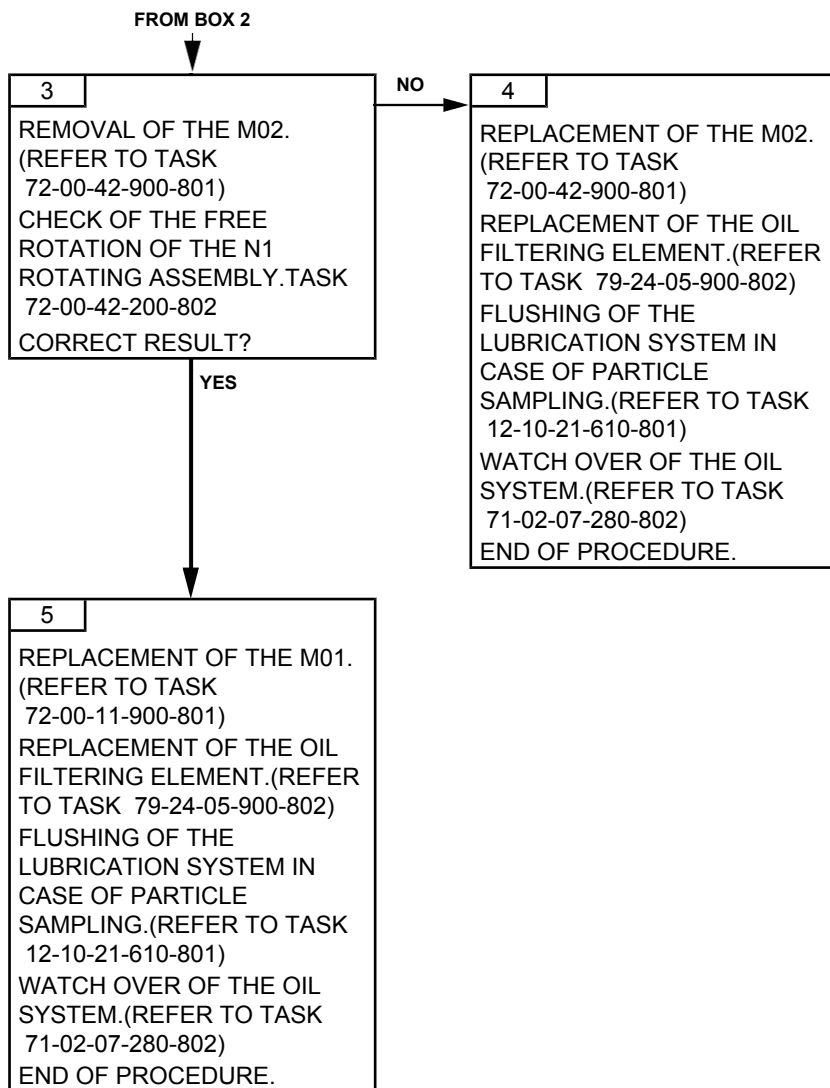 FROM BOX 2
3
REMOVAL OF THE M02.
(REFER TO TASK
72-00-42-900-801)
CHECK OF THE FREE
ROTATION OF THE N1
ROTATING ASSEMBLY.TASK
72-00-42-200-802
CORRECT RESULT?
NO
4
REPLACEMENT OF THE M02.
(REFER TO TASK
72-00-42-900-801)
REPLACEMENT OF THE OIL
FILTERING ELEMENT.(REFER
TO TASK 79-24-05-900-802)
FLUSHING OF THE
LUBRICATION SYSTEM IN
CASE OF PARTICLE
SAMPLING.(REFER TO TASK
12-10-21-610-801)
WATCH OVER OF THE OIL
SYSTEM.(REFER TO TASK
71-02-07-280-802)
END OF PROCEDURE.
YES
5
REPLACEMENT OF THE M01.
(REFER TO TASK
72-00-11-900-801)
REPLACEMENT OF THE OIL
FILTERING ELEMENT.(REFER
TO TASK 79-24-05-900-802)
FLUSHING OF THE
LUBRICATION SYSTEM IN
CASE OF PARTICLE
SAMPLING.(REFER TO TASK
12-10-21-610-801)
WATCH OVER OF THE OIL
SYSTEM.(REFER TO TASK
71-02-07-280-802)
END OF PROCEDURE.